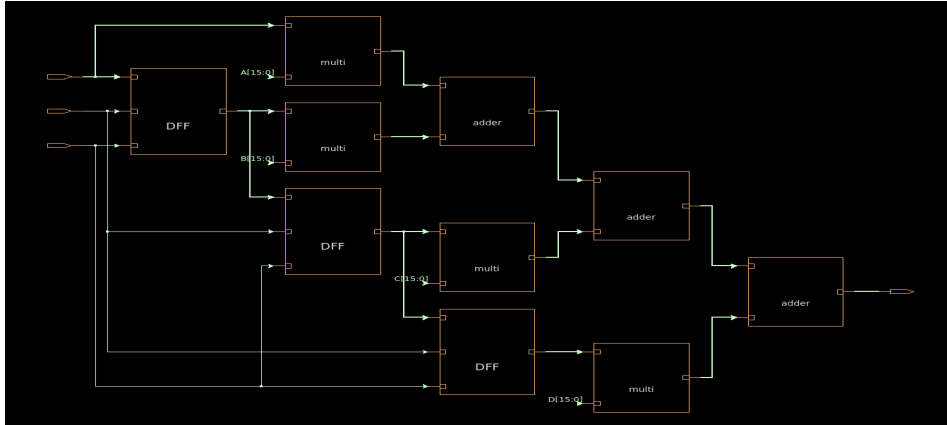 multi
A[15:0]
DFF
adder
multi
B[15:0]
adder
DFF
multi
C[15:0]
adder
DFF
multi
D[15:0]